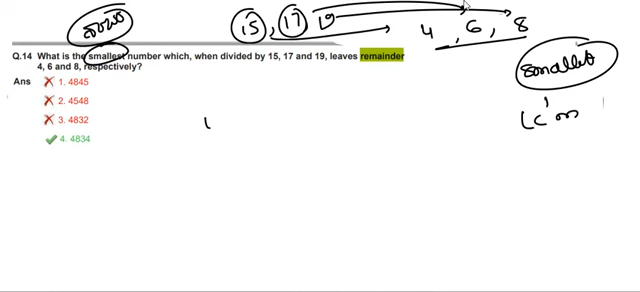 15, 17 19 4, 6, 8
Q.14 What is the smallest number which, when divided by 15, 17 and 19, leaves remainder
4, 6 and 8, respectively?
Ans 1. 4845
2. 4548
3. 4832
4. 4834
smallest
LCM